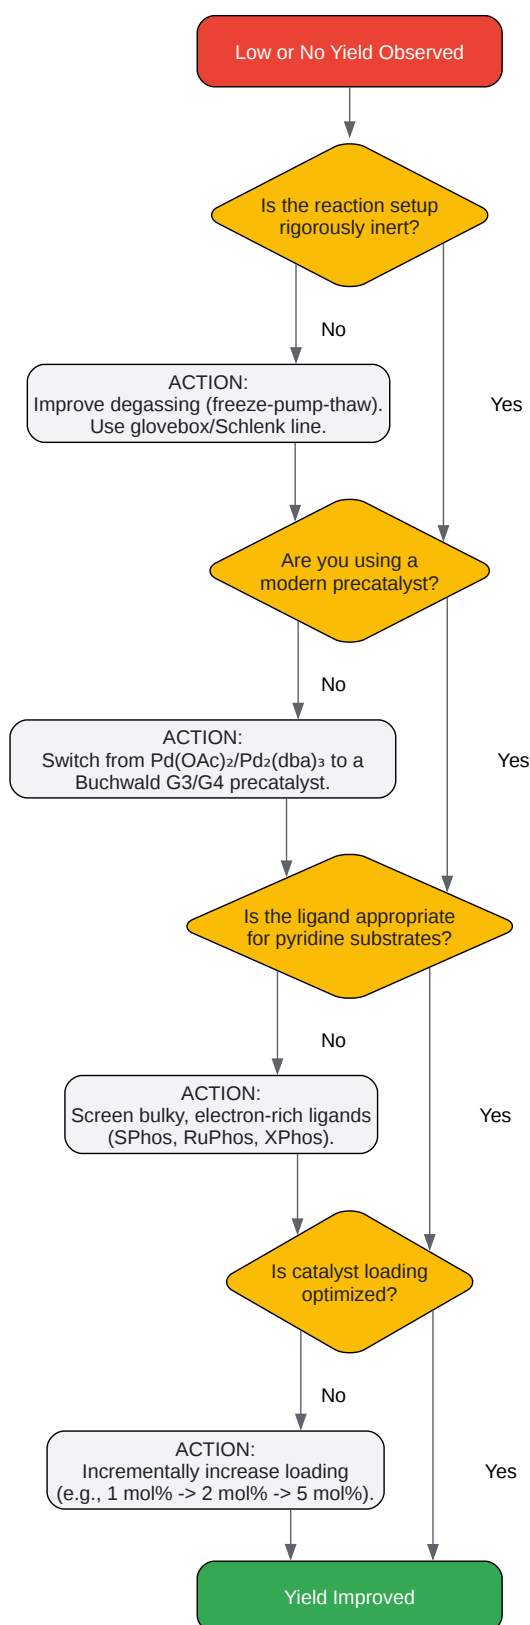 Low or No Yield Observed
Is the reaction setup
rigorously inert?
No
ACTION:
Improve degassing (freeze-pump-thaw).
Use glovebox/Schlenk line.
Yes
Are you using a
modern precatalyst?
No
ACTION:
Switch from Pd(OAc)₂/Pd₂(dba)₃ to a
Buchwald G3/G4 precatalyst.
Yes
Is the ligand appropriate
for pyridine substrates?
No
ACTION:
Screen bulky, electron-rich ligands
(SPhos, RuPhos, XPhos).
Yes
Is catalyst loading
optimized?
No
ACTION:
Incrementally increase loading
(e.g., 1 mol% -> 2 mol% -> 5 mol%).
Yes
Yield Improved